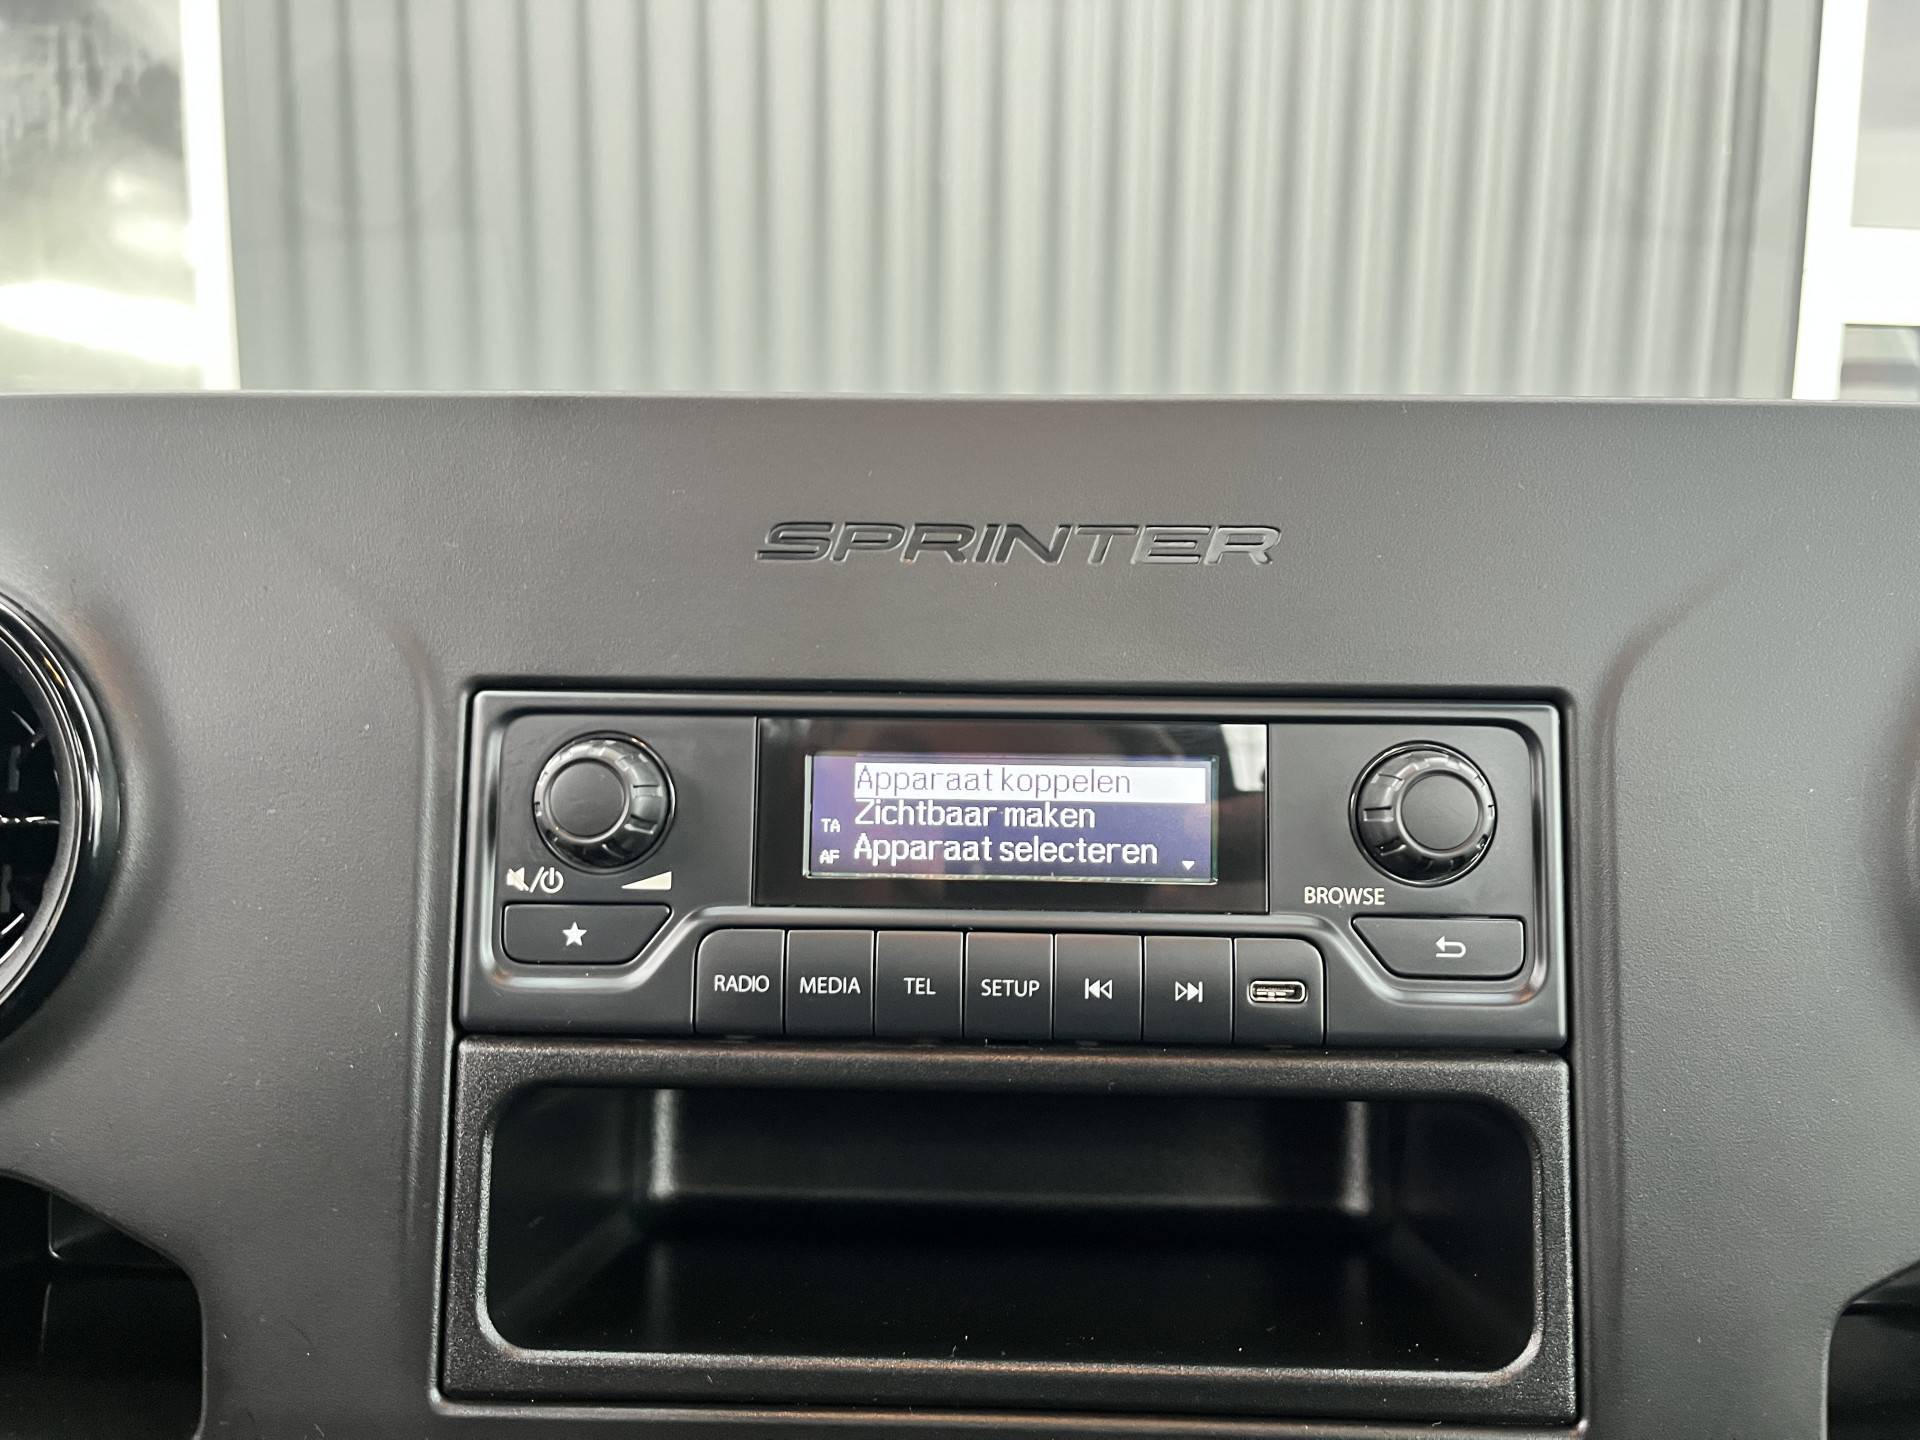 SPRINTER
Apparaat koppelen
TA Zichtbaar maken
AF Apparaat selecteren
BROWSE
RADIO MEDIA TEL SETUP